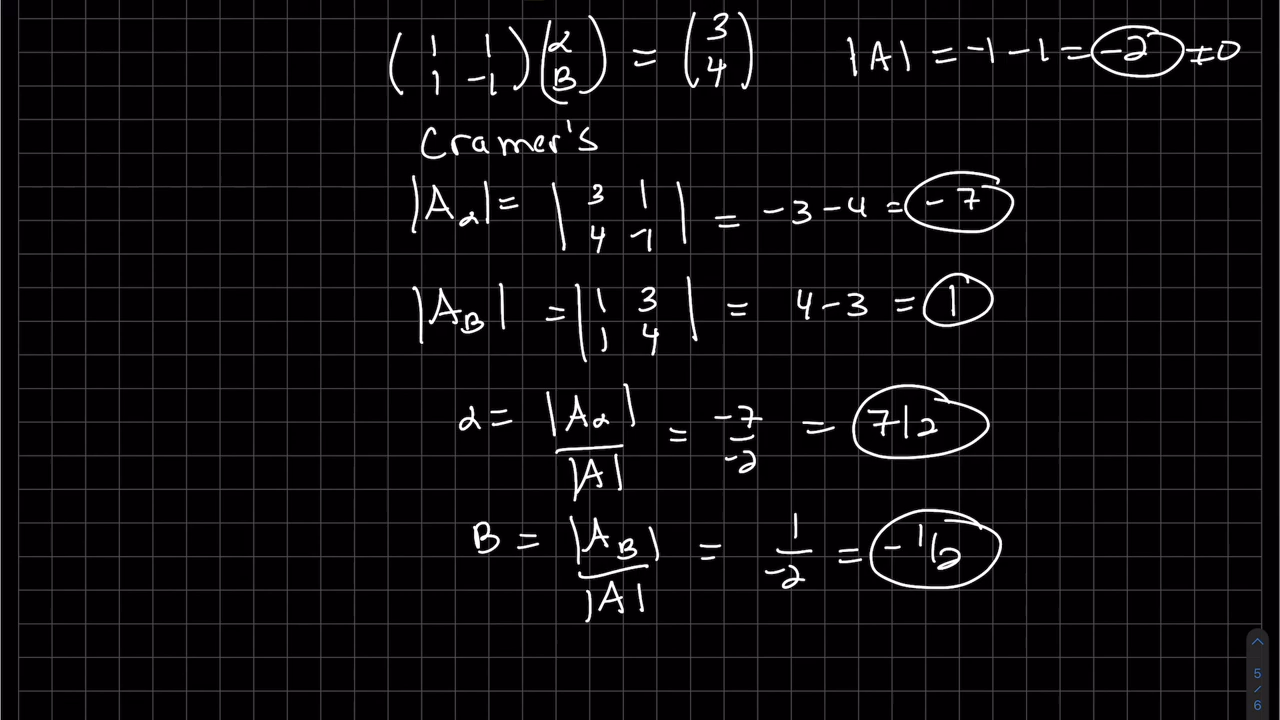 ( 1 1 ) ( α ) = ( 3 ) |A| = -1 - 1 = -2 ≠ 0
1 -1 B 4
Cramer's
|Aα| = | 3 1 | = -3 - 4 = -7
4 -1
|AB| = | 1 3 | = 4 - 3 = 1
1 4
α = |Aα| = -7 = 7/2
|A| -2
B = |AB| = 1 = -1/2
|A| -2
5
/
6